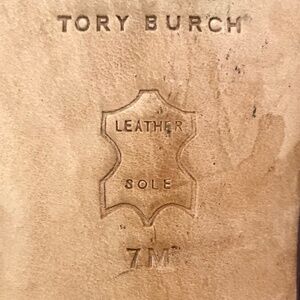 TORY BURCH
LEATHER
SOLE
7M